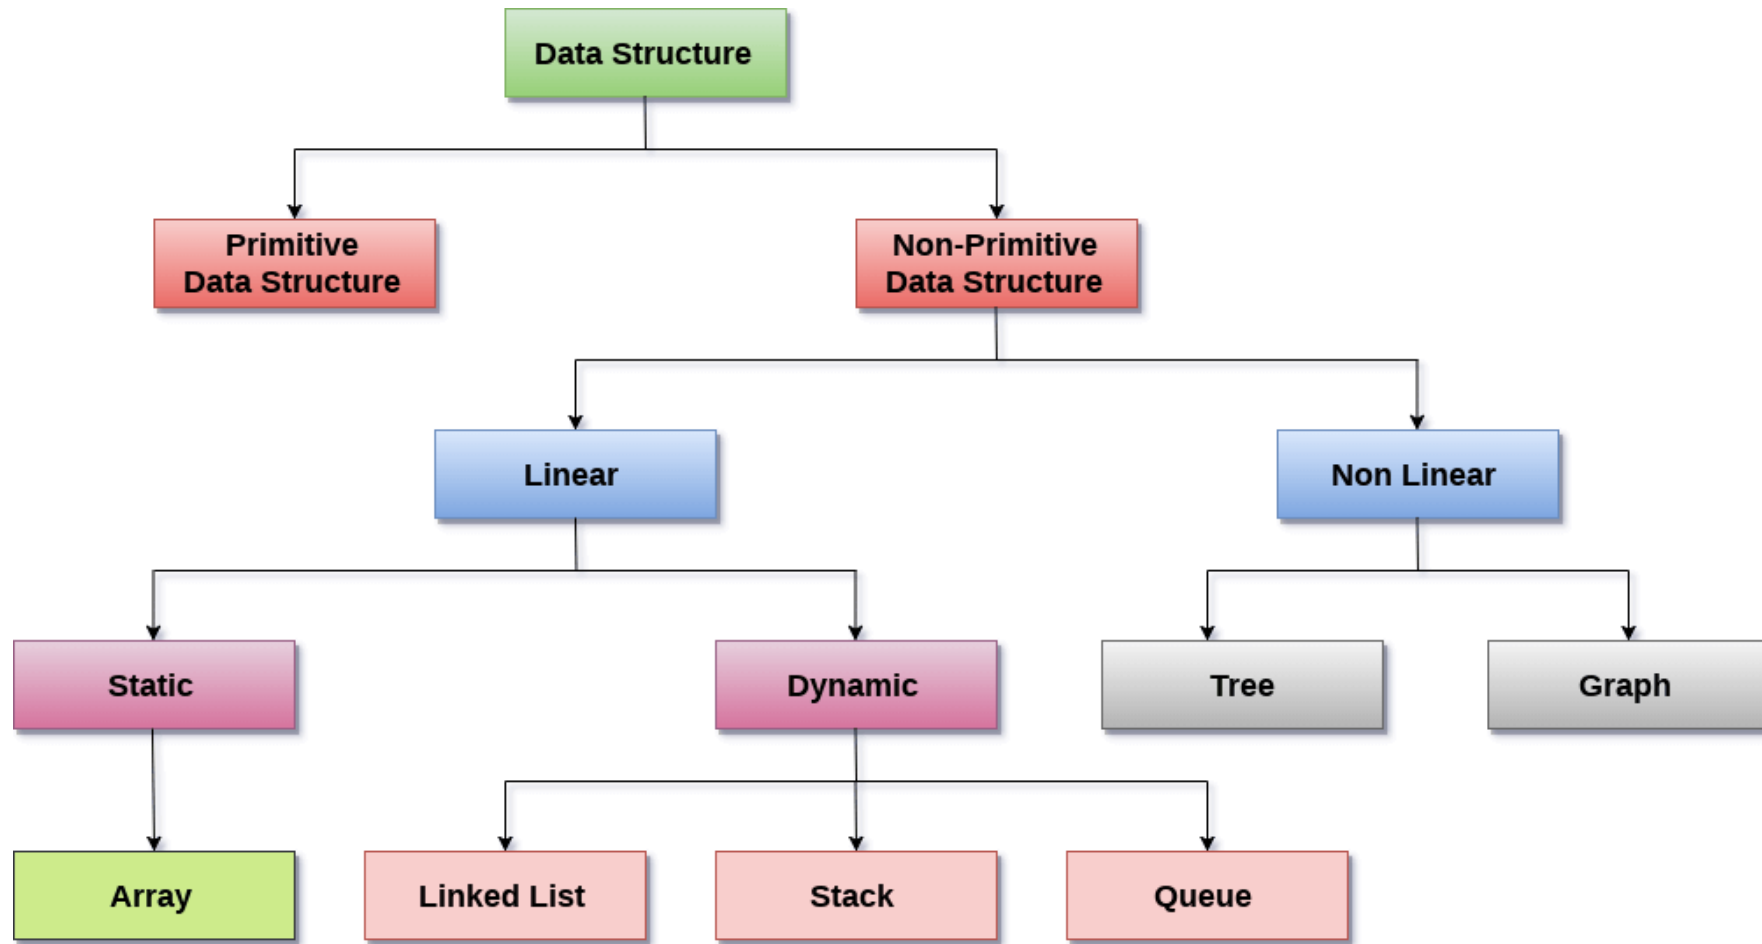 Data Structure
Primitive
Data Structure
Non-Primitive
Data Structure
Linear
Non Linear
Static
Dynamic
Tree
Graph
Array
Linked List
Stack
Queue